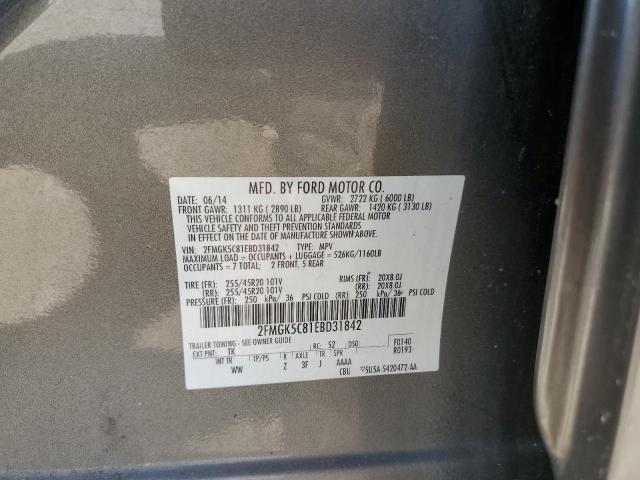 MFD. BY FORD MOTOR CO.
DATE: 06/14 GVWR: 2722 KG ( 6000 LB)
FRONT GAWR: 1311 KG ( 2890 LB) REAR GAWR: 1420 KG ( 3130 LB)
THIS VEHICLE CONFORMS TO ALL APPLICABLE FEDERAL MOTOR
VEHICLE SAFETY AND THEFT PREVENTION STANDARDS
IN EFFECT ON THE DATE OF MANUFACTURE SHOWN ABOVE.
VIN: 2FMGK5C81EBD31842 TYPE: MPV
MAXIMUM LOAD = OCCUPANTS + LUGGAGE = 526KG/1160LB
OCCUPANTS = 7 TOTAL: 2 FRONT, 5 REAR
TIRE (FR): 255/45R20 101V RIMS (FR): 20X8.0J
(RR): 255/45R20 101V (RR): 20X8.0J
PRESSURE (FR): 250 kPa/ 36 PSI COLD (RR): 250 kPa/ 36 PSI COLD
2FMGK5C81EBD31842
TRAILER TOWING - SEE OWNER GUIDE
EXT PNT: TK RC: 52 DSO: F0140
INT TR TP/PS R AXLE TR SPR R0193
WW Z 3F J AAAA
CBU 5U5A-5420472-AA